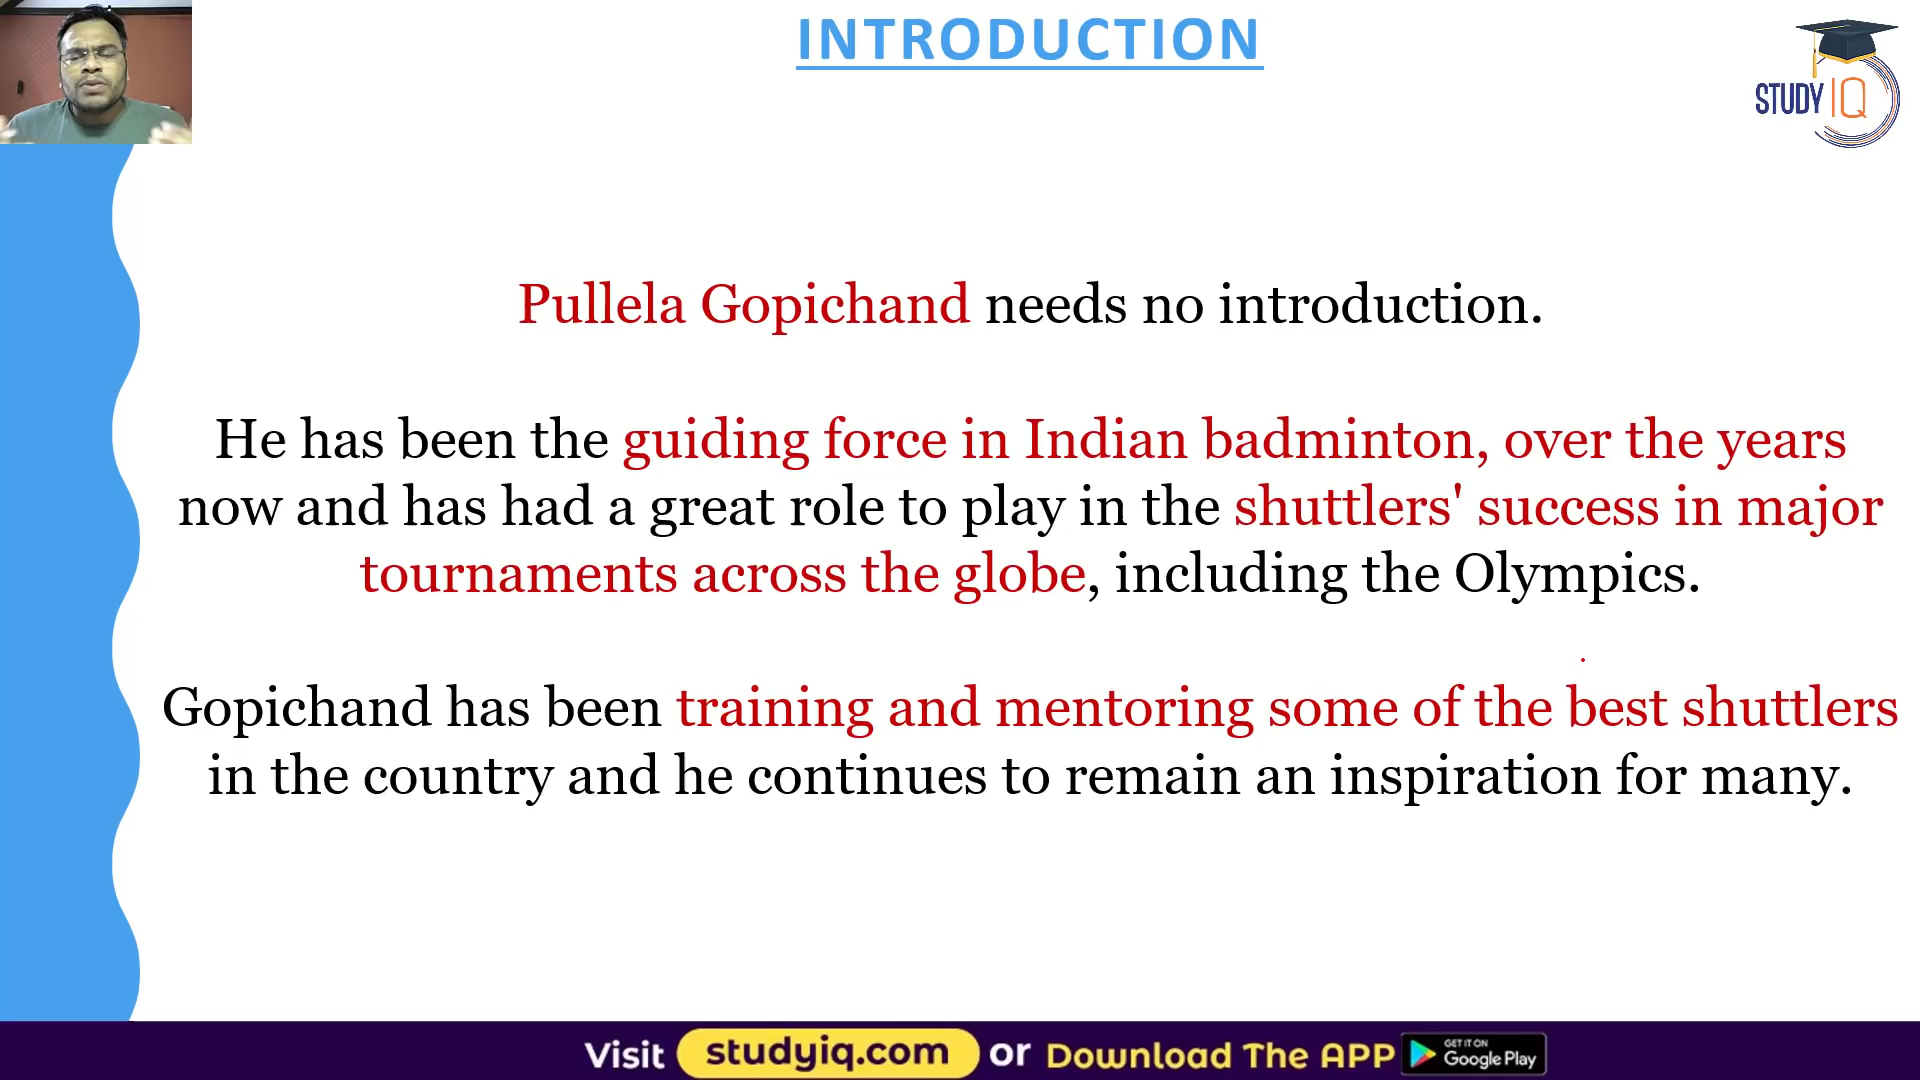 INTRODUCTION
STUDY IQ
Pullela Gopichand needs no introduction.
He has been the guiding force in Indian badminton, over the years
now and has had a great role to play in the shuttlers' success in major
tournaments across the globe, including the Olympics.
Gopichand has been training and mentoring some of the best shuttlers
in the country and he continues to remain an inspiration for many.
Visit studyiq.com or Download The APP GET IT ON Google Play